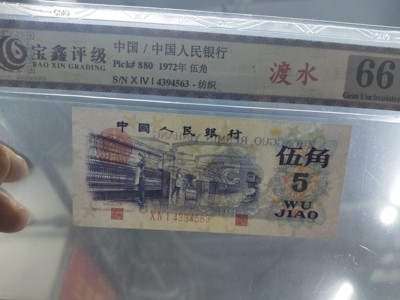 宝鑫评级
BAO XIN GRADING
中国 / 中国人民银行
Pick# 880 1972年 伍角
S/N X IV I 4394563 - 纺织
渡水
66
Gem Uncirculated
中国人民银行
伍角
5
WU
JIAO